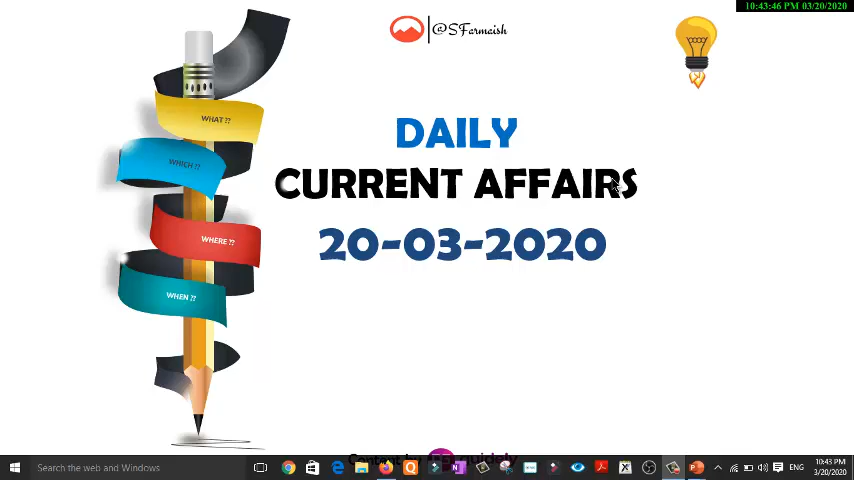 10:43:46 PM 03/20/2020
@SFarmaish
WHAT ??
WHICH ??
WHERE ??
WHEN ??
DAILY
CURRENT AFFAIRS
20-03-2020
Search the web and Windows
ENG
10:43 PM
3/20/2020